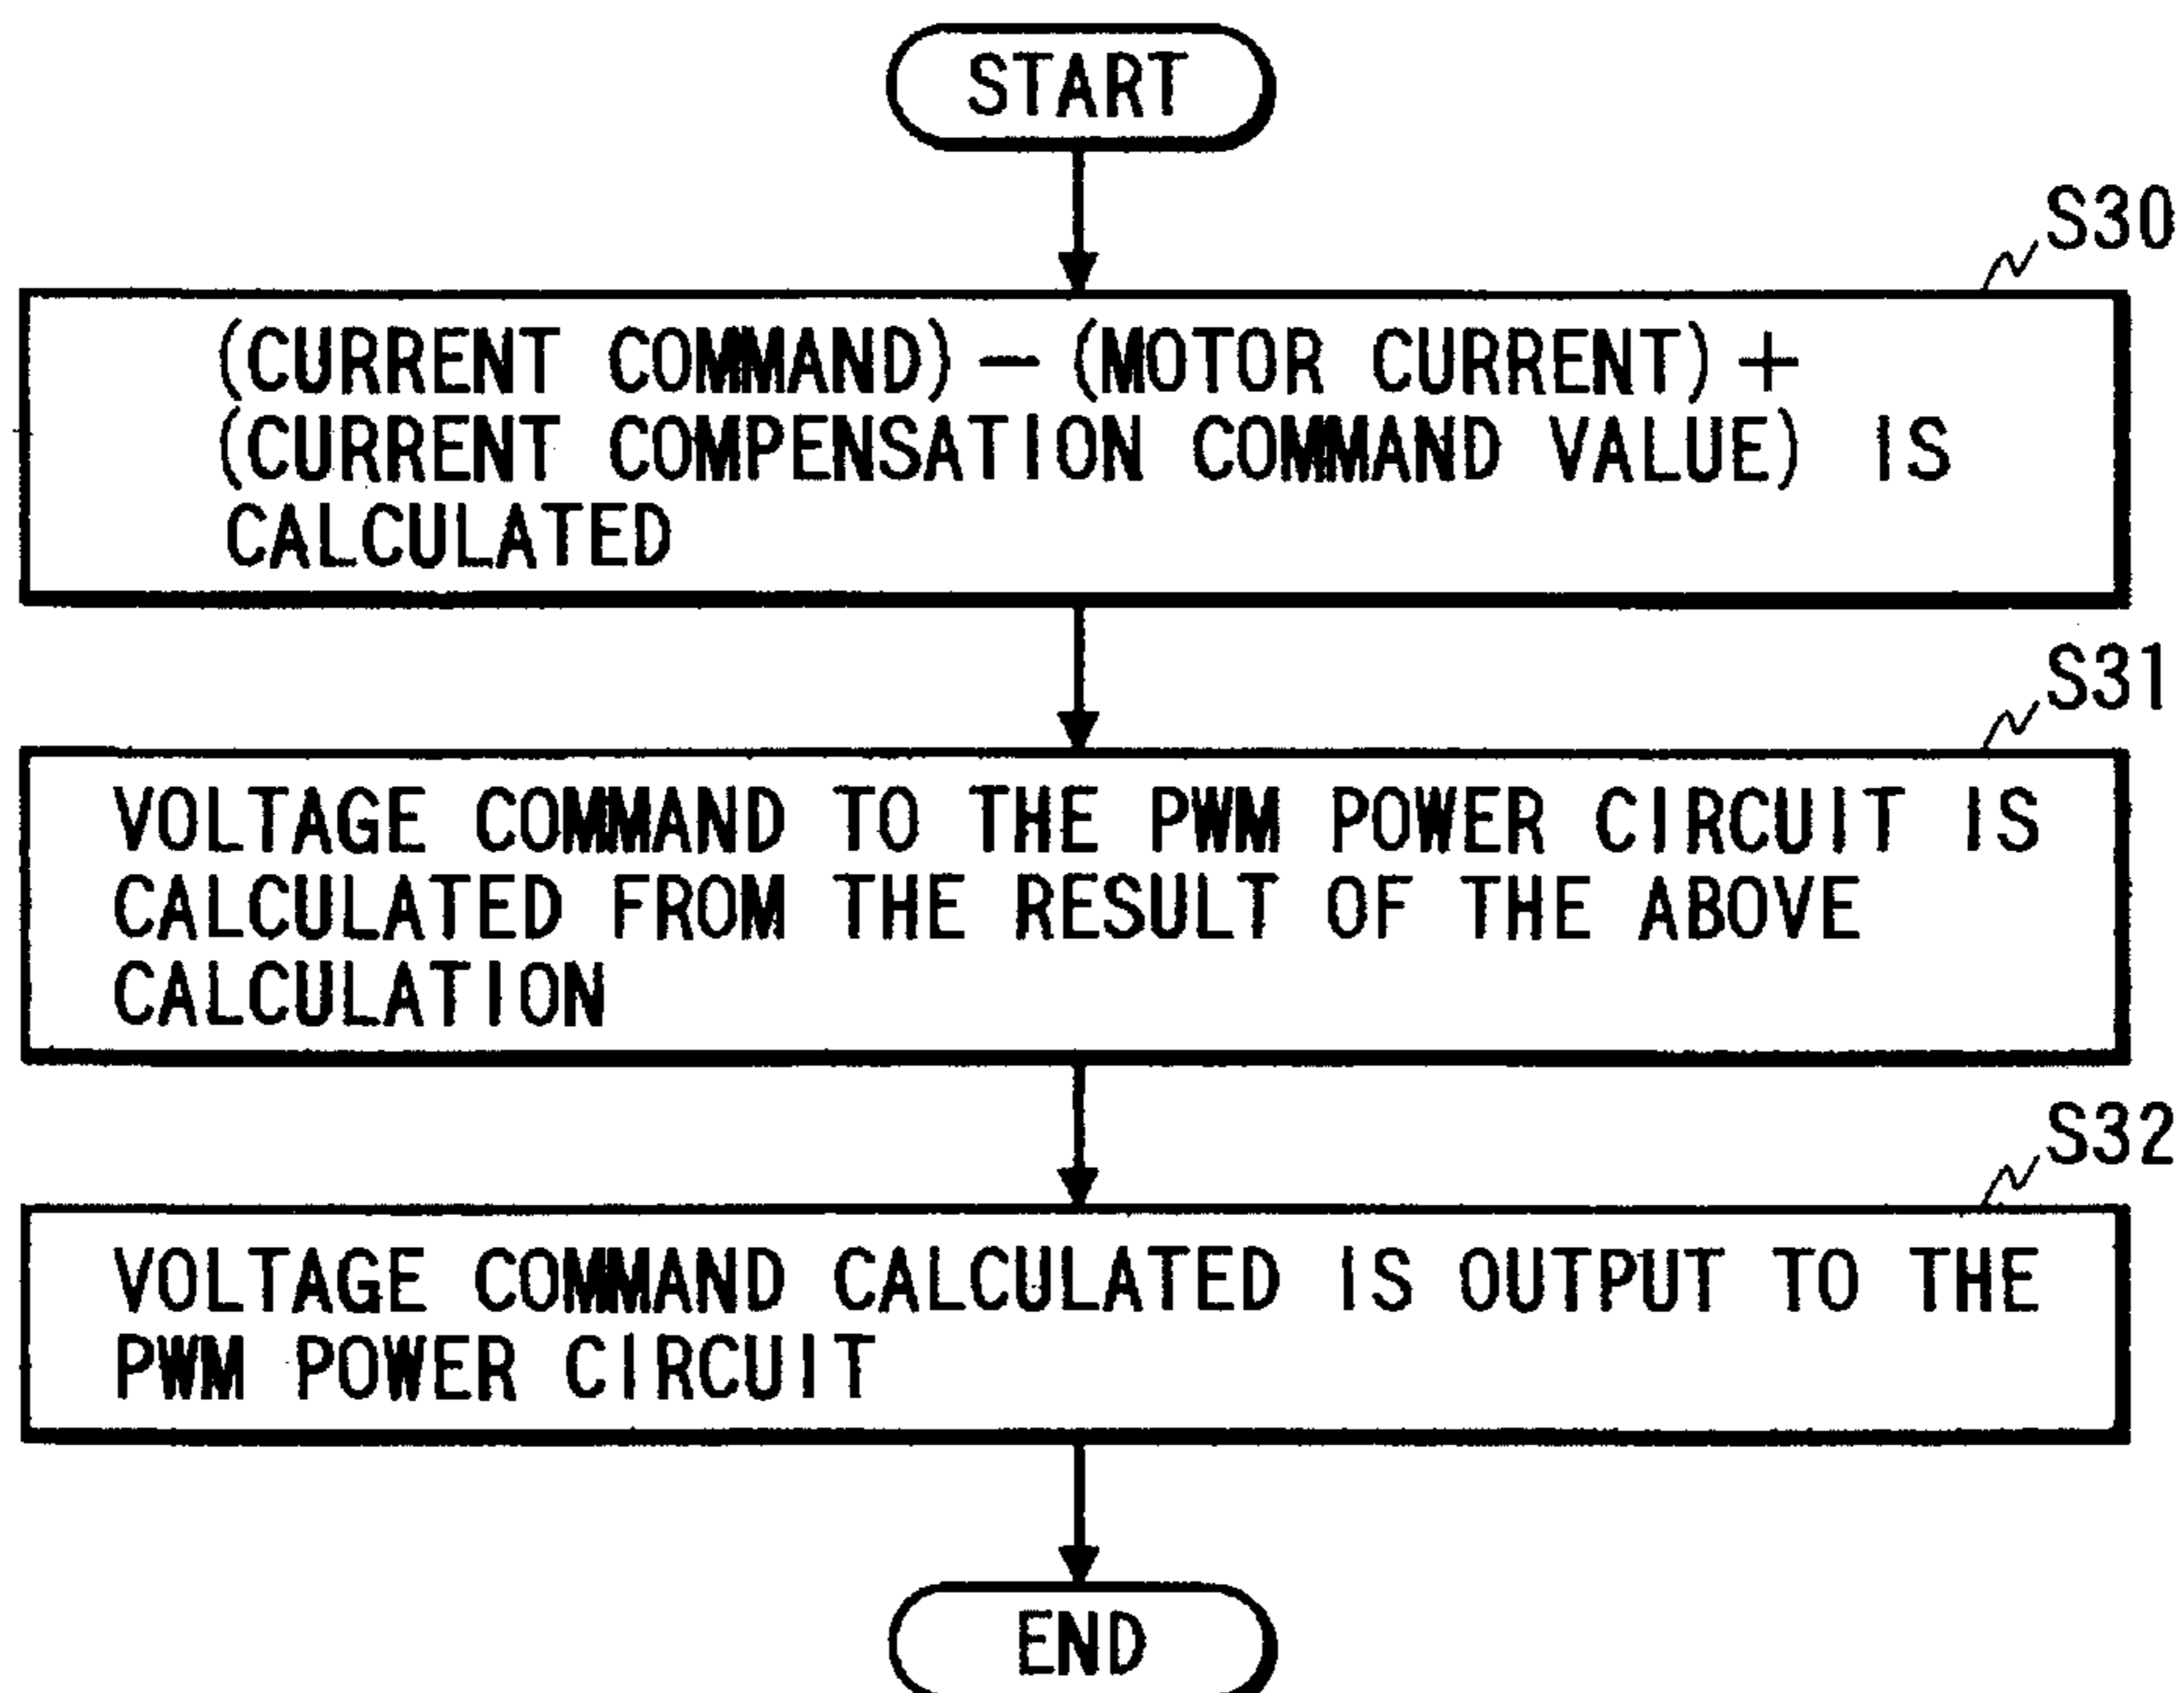 START
S30
(CURRENT COMMAND) - (MOTOR CURRENT) +
(CURRENT COMPENSATION COMMAND VALUE) IS
CALCULATED
S31
VOLTAGE COMMAND TO THE PWM POWER CIRCUIT IS
CALCULATED FROM THE RESULT OF THE ABOVE
CALCULATION
S32
VOLTAGE COMMAND CALCULATED IS OUTPUT TO THE
PWM POWER CIRCUIT
END